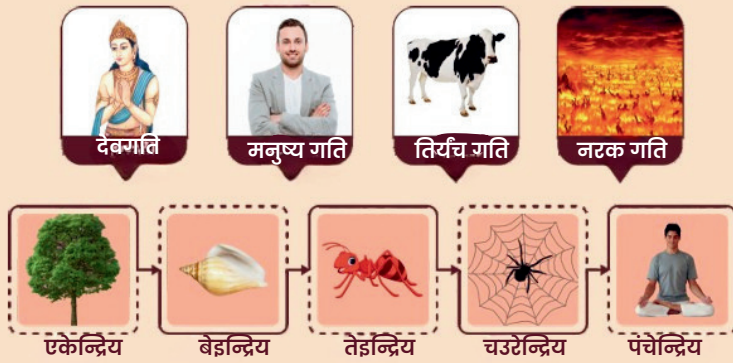 देवगति
मनुष्य गति
तिर्यंच गति
नरक गति
एकेन्द्रिय
बेइन्द्रिय
तेइन्द्रिय
चउरेन्द्रिय
पंचेन्द्रिय